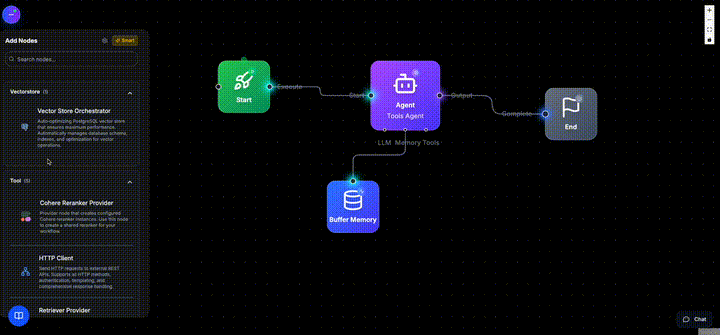 Add Nodes
Smart
Search nodes...
Vectorstore (1)
Vector Store Orchestrator
Auto-optimizing PostgreSQL vector store
that ensures maximum performance.
Automatically manages database schema,
indexes, and optimization for vector
operations.
Tool (5)
Cohere Reranker Provider
Provider node that creates configured
Cohere reranker instances. Use this node
to create a shared reranker for your
workflow.
HTTP Client
Send HTTP requests to external REST
APIs. Supports all HTTP methods,
authentication, templating, and
comprehensive response handling.
Retriever Provider
Start
Execute
Start
Agent
Tools Agent
Output
LLM Memory Tools
Complete
End
Buffer Memory
Chat